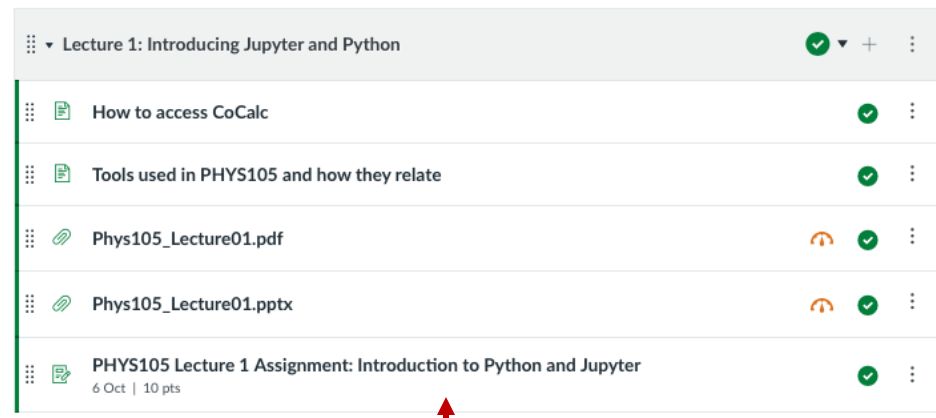 Lecture 1: Introducing Jupyter and Python
How to access CoCalc
Tools used in PHYS105 and how they relate
Phys105_Lecture01.pdf
Phys105_Lecture01.pptx
PHYS105 Lecture 1 Assignment: Introduction to Python and Jupyter
6 Oct | 10 pts